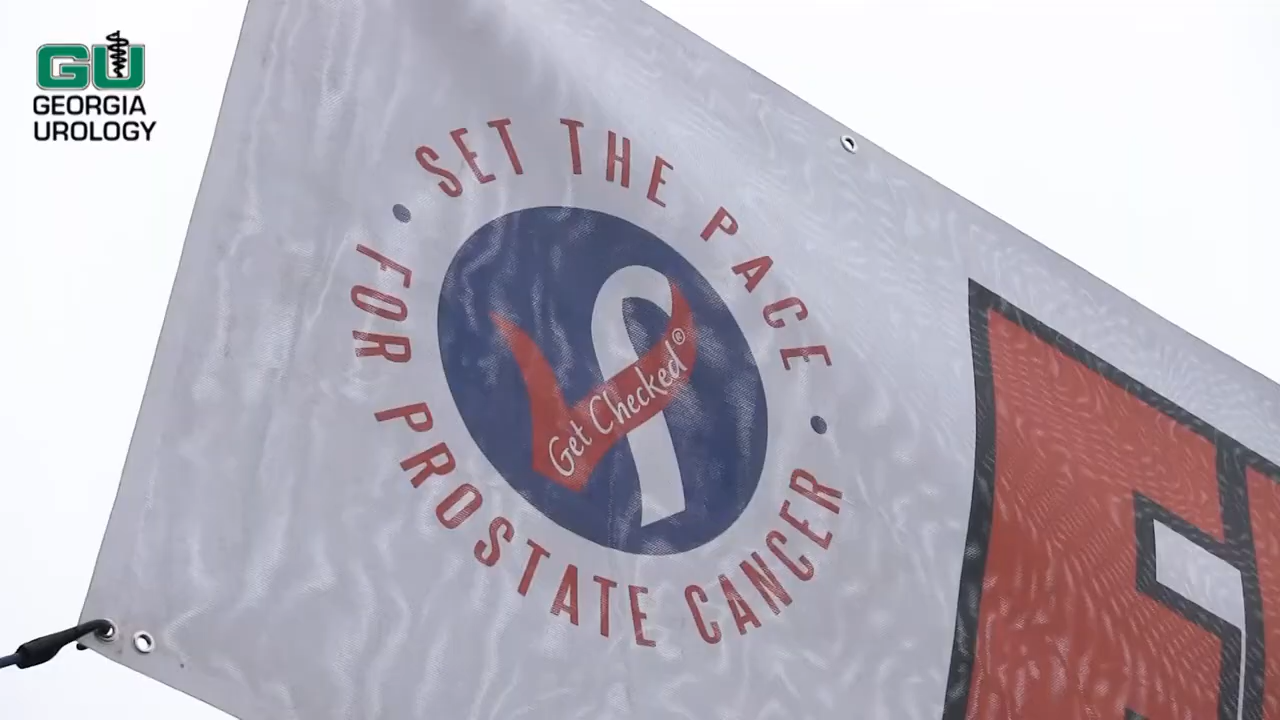 GU
GEORGIA
UROLOGY
SET THE PACE
FOR PROSTATE CANCER
Get Checked®